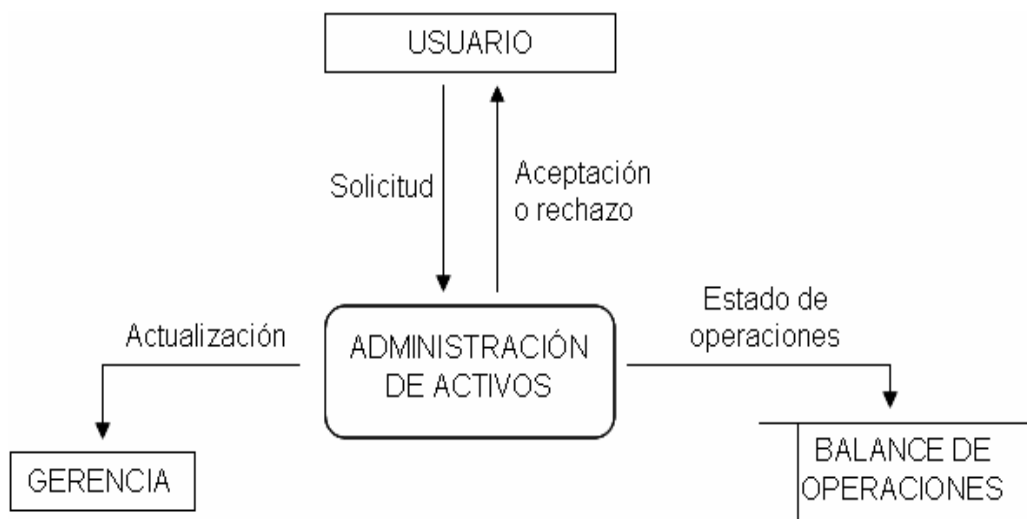 USUARIO
Solicitud
Aceptación
o rechazo
Actualización
ADMINISTRACIÓN
DE ACTIVOS
Estado de
operaciones
GERENCIA
BALANCE DE
OPERACIONES